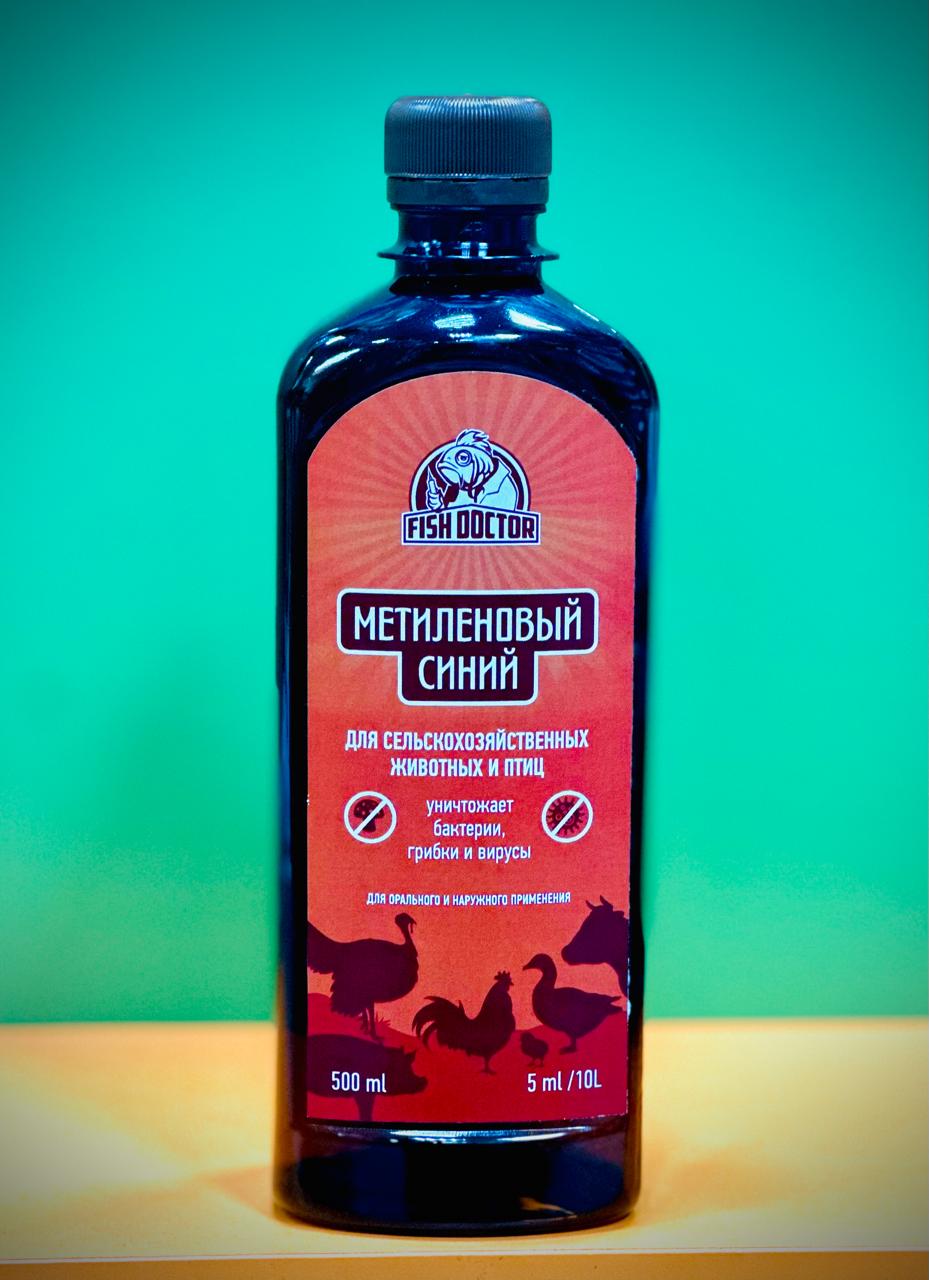 FISH DOCTOR
МЕТИЛЕНОВЫЙ
СИНИЙ
ДЛЯ СЕЛЬСКОХОЗЯЙСТВЕННЫХ
ЖИВОТНЫХ И ПТИЦ
уничтожает
бактерии,
грибки и вирусы
ДЛЯ ОРАЛЬНОГО И НАРУЖНОГО ПРИМЕНЕНИЯ
500 ml
5 ml /10L